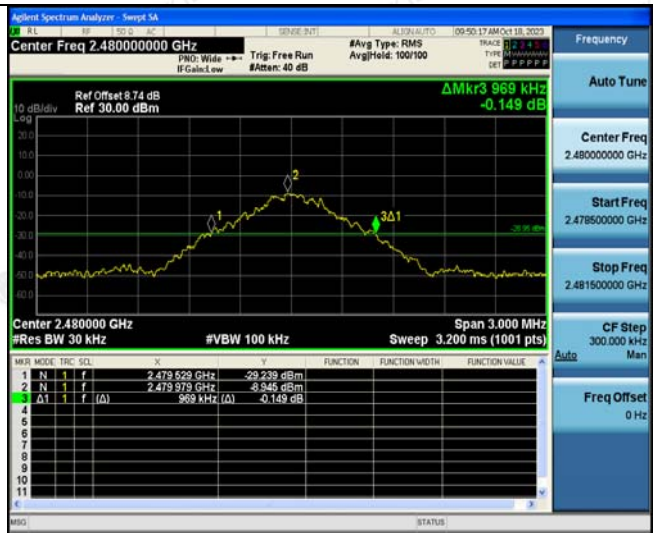 Agilent Spectrum Analyzer - Swept SA
RL RF 50 Ω AC SENSE:INT ALIGN AUTO 09:50:17 AM Oct 18, 2023
Center Freq 2.480000000 GHz
PNO: Wide
IFGain:Low
Trig: Free Run
#Atten: 40 dB
#Avg Type: RMS
Avg|Hold: 100/100
TRACE 1 2 3 4 5 6
TYPE
DET P P P P P P
Ref Offset 8.74 dB
Ref 30.00 dBm
10 dB/div
Log
ΔMkr3 969 kHz
-0.149 dB
20.0
10.0
0.00
-10.0
-20.0
-30.0
-40.0
-50.0
-60.0
1
2
3Δ1
-28.95 dBm
Center 2.480000 GHz Span 3.000 MHz
#Res BW 30 kHz #VBW 100 kHz Sweep 3.200 ms (1001 pts)
MKR MODE TRC SCL X Y FUNCTION FUNCTION WIDTH FUNCTION VALUE
1 N 1 f 2.479 529 GHz -29.239 dBm
2 N 1 f 2.479 979 GHz -8.945 dBm
3 Δ1 1 f (Δ) 969 kHz (Δ) -0.149 dB
4
5
6
7
8
9
10
11
MSG STATUS
Frequency
Auto Tune
Center Freq
2.480000000 GHz
Start Freq
2.478500000 GHz
Stop Freq
2.481500000 GHz
CF Step
300.000 kHz
Auto Man
Freq Offset
0 Hz